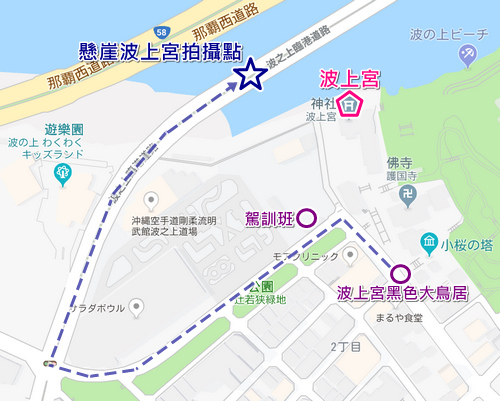 那覇西道路
58
那覇西道路
波之上臨港道路
波の上ビーチ
懸崖波上宮拍攝點
波上宮
神社
波上宮
遊樂園
波の上 わくわく
キッズランド
佛寺
護国寺
沖縄空手道剛柔流明
武館波之上道場
駕訓班
小桜の塔
モアクリニック
波上宮黑色大鳥居
公園
辻若狭緑地
サラダボウル
まるや食堂
2丁目